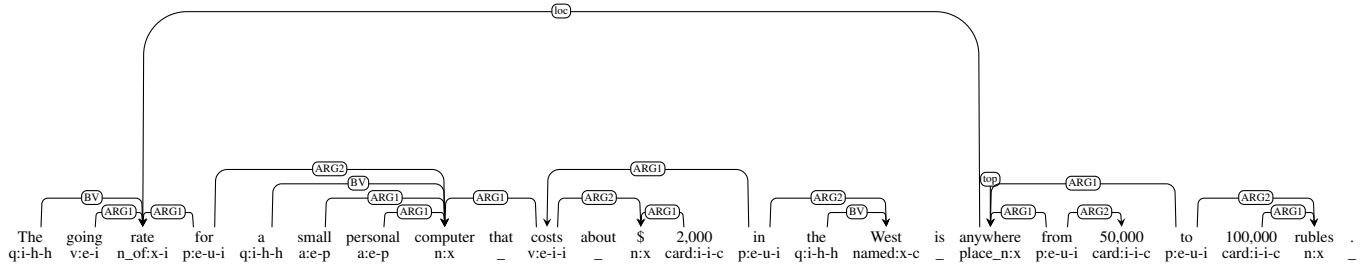 loc
ARG2 ARG1
BV top ARG1
BV ARG1 ARG1 ARG2 ARG2 ARG2
ARG1 ARG1 ARG1 ARG1 BV ARG1 ARG2 ARG1
The going rate for a small personal computer that costs about $ 2,000 in the West is anywhere from 50,000 to 100,000 rubles .
q:i-h-h v:e-i n_of:x-i p:e-u-i q:i-h-h a:e-p a:e-p n:x _ v:e-i-i _ n:x card:i-i-c p:e-u-i q:i-h-h named:x-c _ place_n:x p:e-u-i card:i-i-c p:e-u-i card:i-i-c n:x _